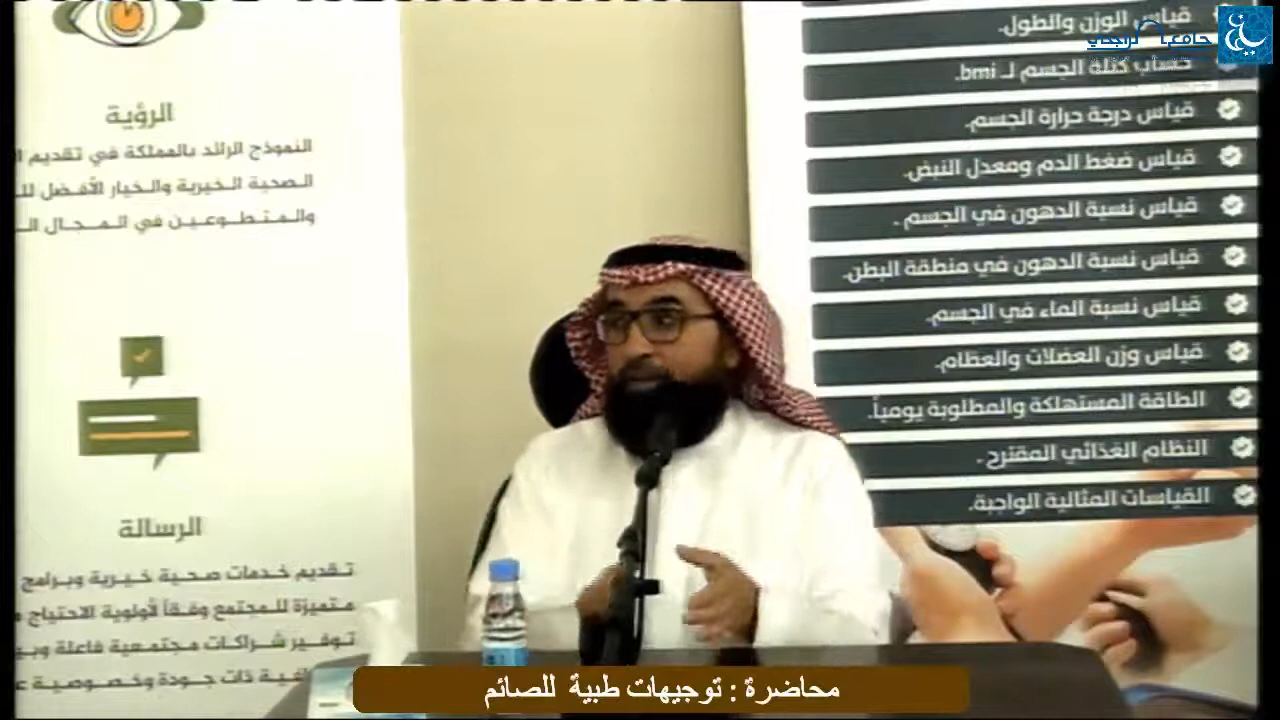 قياس الوزن والطول.
حساب كتلة الجسم لـ bmi.
قياس درجة حرارة الجسم.
قياس ضغط الدم ومعدل النبض.
قياس نسبة الدهون في الجسم .
قياس نسبة الدهون في منطقة البطن.
قياس نسبة الماء في الجسم.
قياس وزن العضلات والعظام.
الطاقة المستهلكة والمطلوبة يومياً.
النظام الغذائي المقترح .
القياسات المثالية الواجبة.
الرؤية
النموذج الرائد بالمملكة في تقديم
الصحية الخيرية والخيار الأفضل
والمتطوعين في المجال
الرسالة
تقديم خدمات صحية خيرية وبرامج
متميزة للمجتمع وفقاً لأولوية الاحتياج
توفير شراكات مجتمعية فاعلة
ذات جودة وخصوصية
محاضرة : توجيهات طبية للصائم